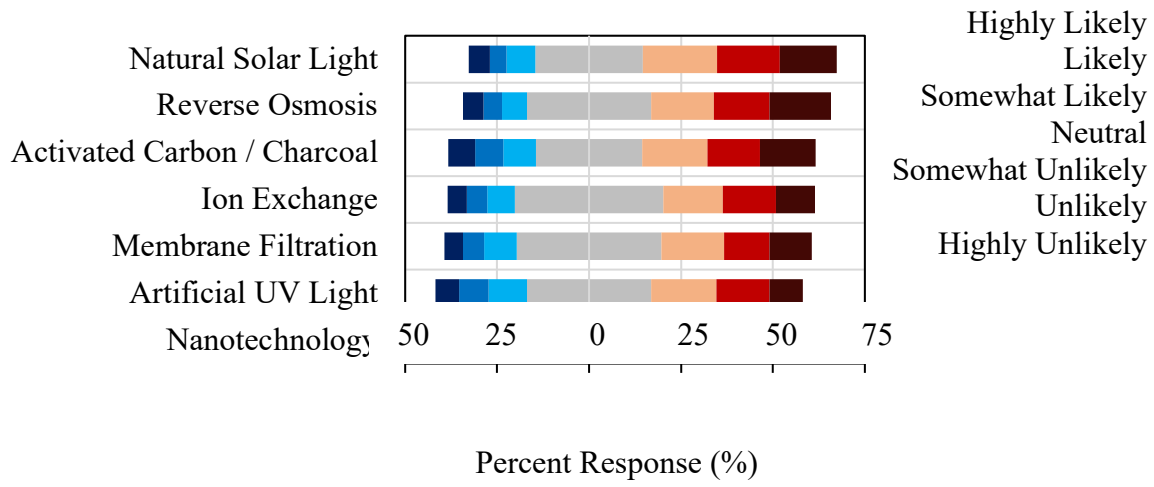 Natural Solar Light
Reverse Osmosis
Activated Carbon / Charcoal
Ion Exchange
Membrane Filtration
Artificial UV Light
Nanotechnology
50 25 0 25 50 75
Percent Response (%)
Highly Likely
Likely
Somewhat Likely
Neutral
Somewhat Unlikely
Unlikely
Highly Unlikely